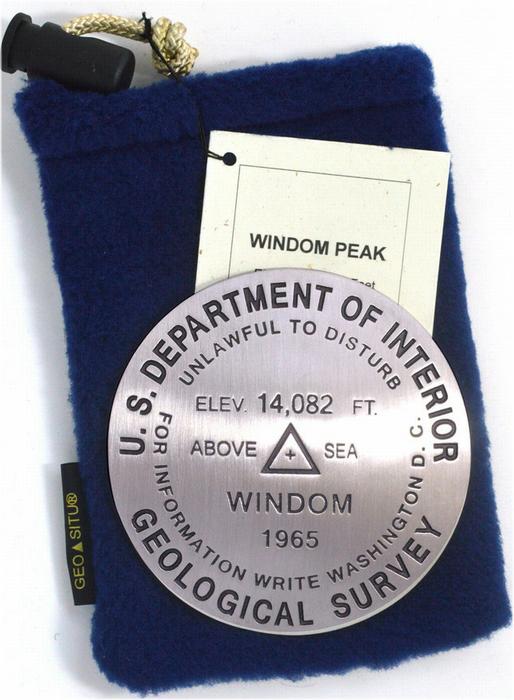 WINDOM PEAK
U.S. DEPARTMENT OF INTERIOR
UNLAWFUL TO DISTURB
ELEV. 14,082 FT.
ABOVE SEA
WINDOM
1965
FOR INFORMATION WRITE WASHINGTON D. C.
GEOLOGICAL SURVEY
GEO▲SITU®